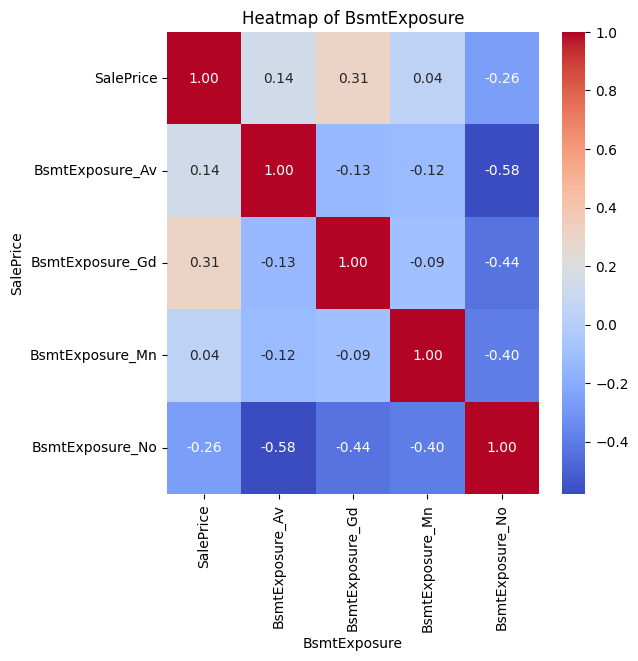 Heatmap of BsmtExposure
SalePrice
SalePrice 1.00 0.14 0.31 0.04 -0.26
BsmtExposure_Av 0.14 1.00 -0.13 -0.12 -0.58
BsmtExposure_Gd 0.31 -0.13 1.00 -0.09 -0.44
BsmtExposure_Mn 0.04 -0.12 -0.09 1.00 -0.40
BsmtExposure_No -0.26 -0.58 -0.44 -0.40 1.00
SalePrice
BsmtExposure_Av
BsmtExposure_Gd
BsmtExposure_Mn
BsmtExposure_No
BsmtExposure
1.0
0.8
0.6
0.4
0.2
0.0
−0.2
−0.4